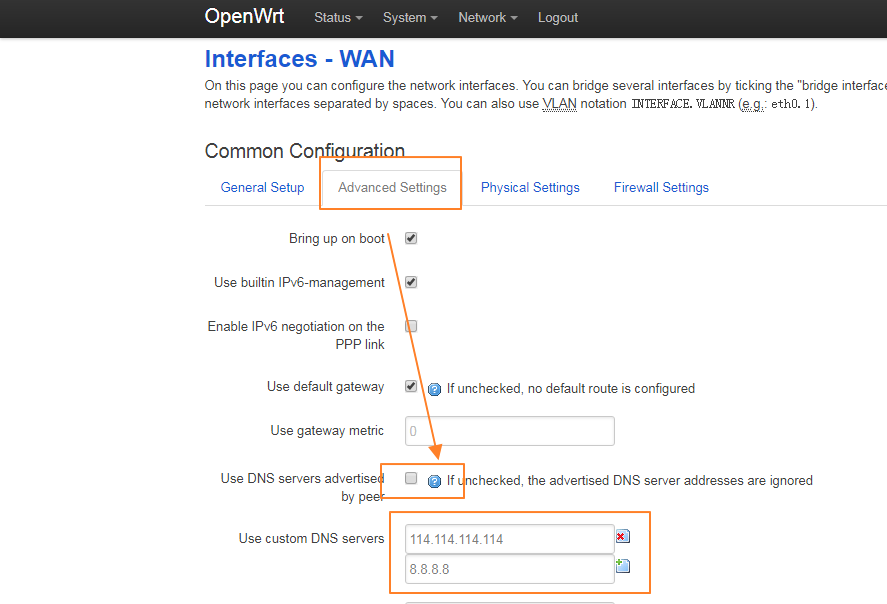 OpenWrt Status System Network Logout
Interfaces - WAN
On this page you can configure the network interfaces. You can bridge several interfaces by ticking the "bridge interface
network interfaces separated by spaces. You can also use VLAN notation INTERFACE.VLANNR (e.g.: eth0.1).
Common Configuration
General Setup Advanced Settings Physical Settings Firewall Settings
Bring up on boot
Use builtin IPv6-management
Enable IPv6 negotiation on the
PPP link
Use default gateway If unchecked, no default route is configured
Use gateway metric 0
Use DNS servers advertised If unchecked, the advertised DNS server addresses are ignored
by peer
Use custom DNS servers 114.114.114.114
8.8.8.8